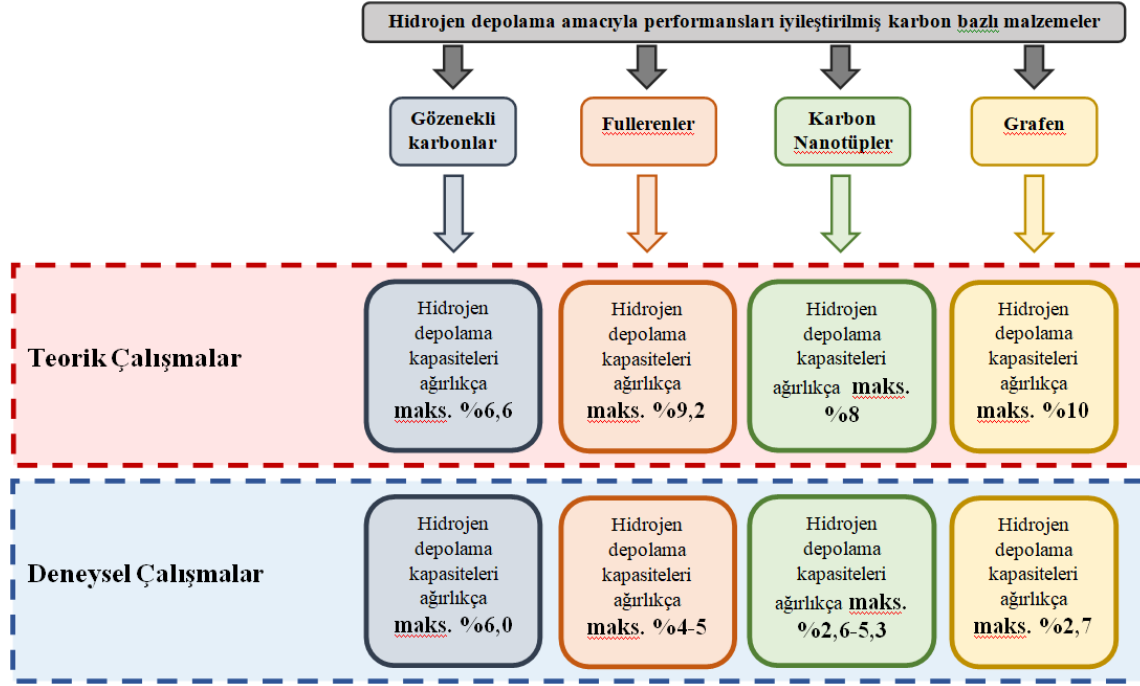 Hidrojen depolama amacıyla performansları iyileştirilmiş karbon bazlı malzemeler
Gözenekli
karbonlar
Fullerenler
Karbon
Nanotüpler
Grafen
Teorik Çalışmalar
Hidrojen
depolama
kapasiteleri
ağırlıkça
maks. %6,6
Hidrojen
depolama
kapasiteleri
ağırlıkça
maks. %9,2
Hidrojen
depolama
kapasiteleri
ağırlıkça maks.
%8
Hidrojen
depolama
kapasiteleri
ağırlıkça
maks. %10
Deneysel Çalışmalar
Hidrojen
depolama
kapasiteleri
ağırlıkça
maks. %6,0
Hidrojen
depolama
kapasiteleri
ağırlıkça
maks. %4-5
Hidrojen
depolama
kapasiteleri
ağırlıkça maks.
%2,6-5,3
Hidrojen
depolama
kapasiteleri
ağırlıkça
maks. %2,7